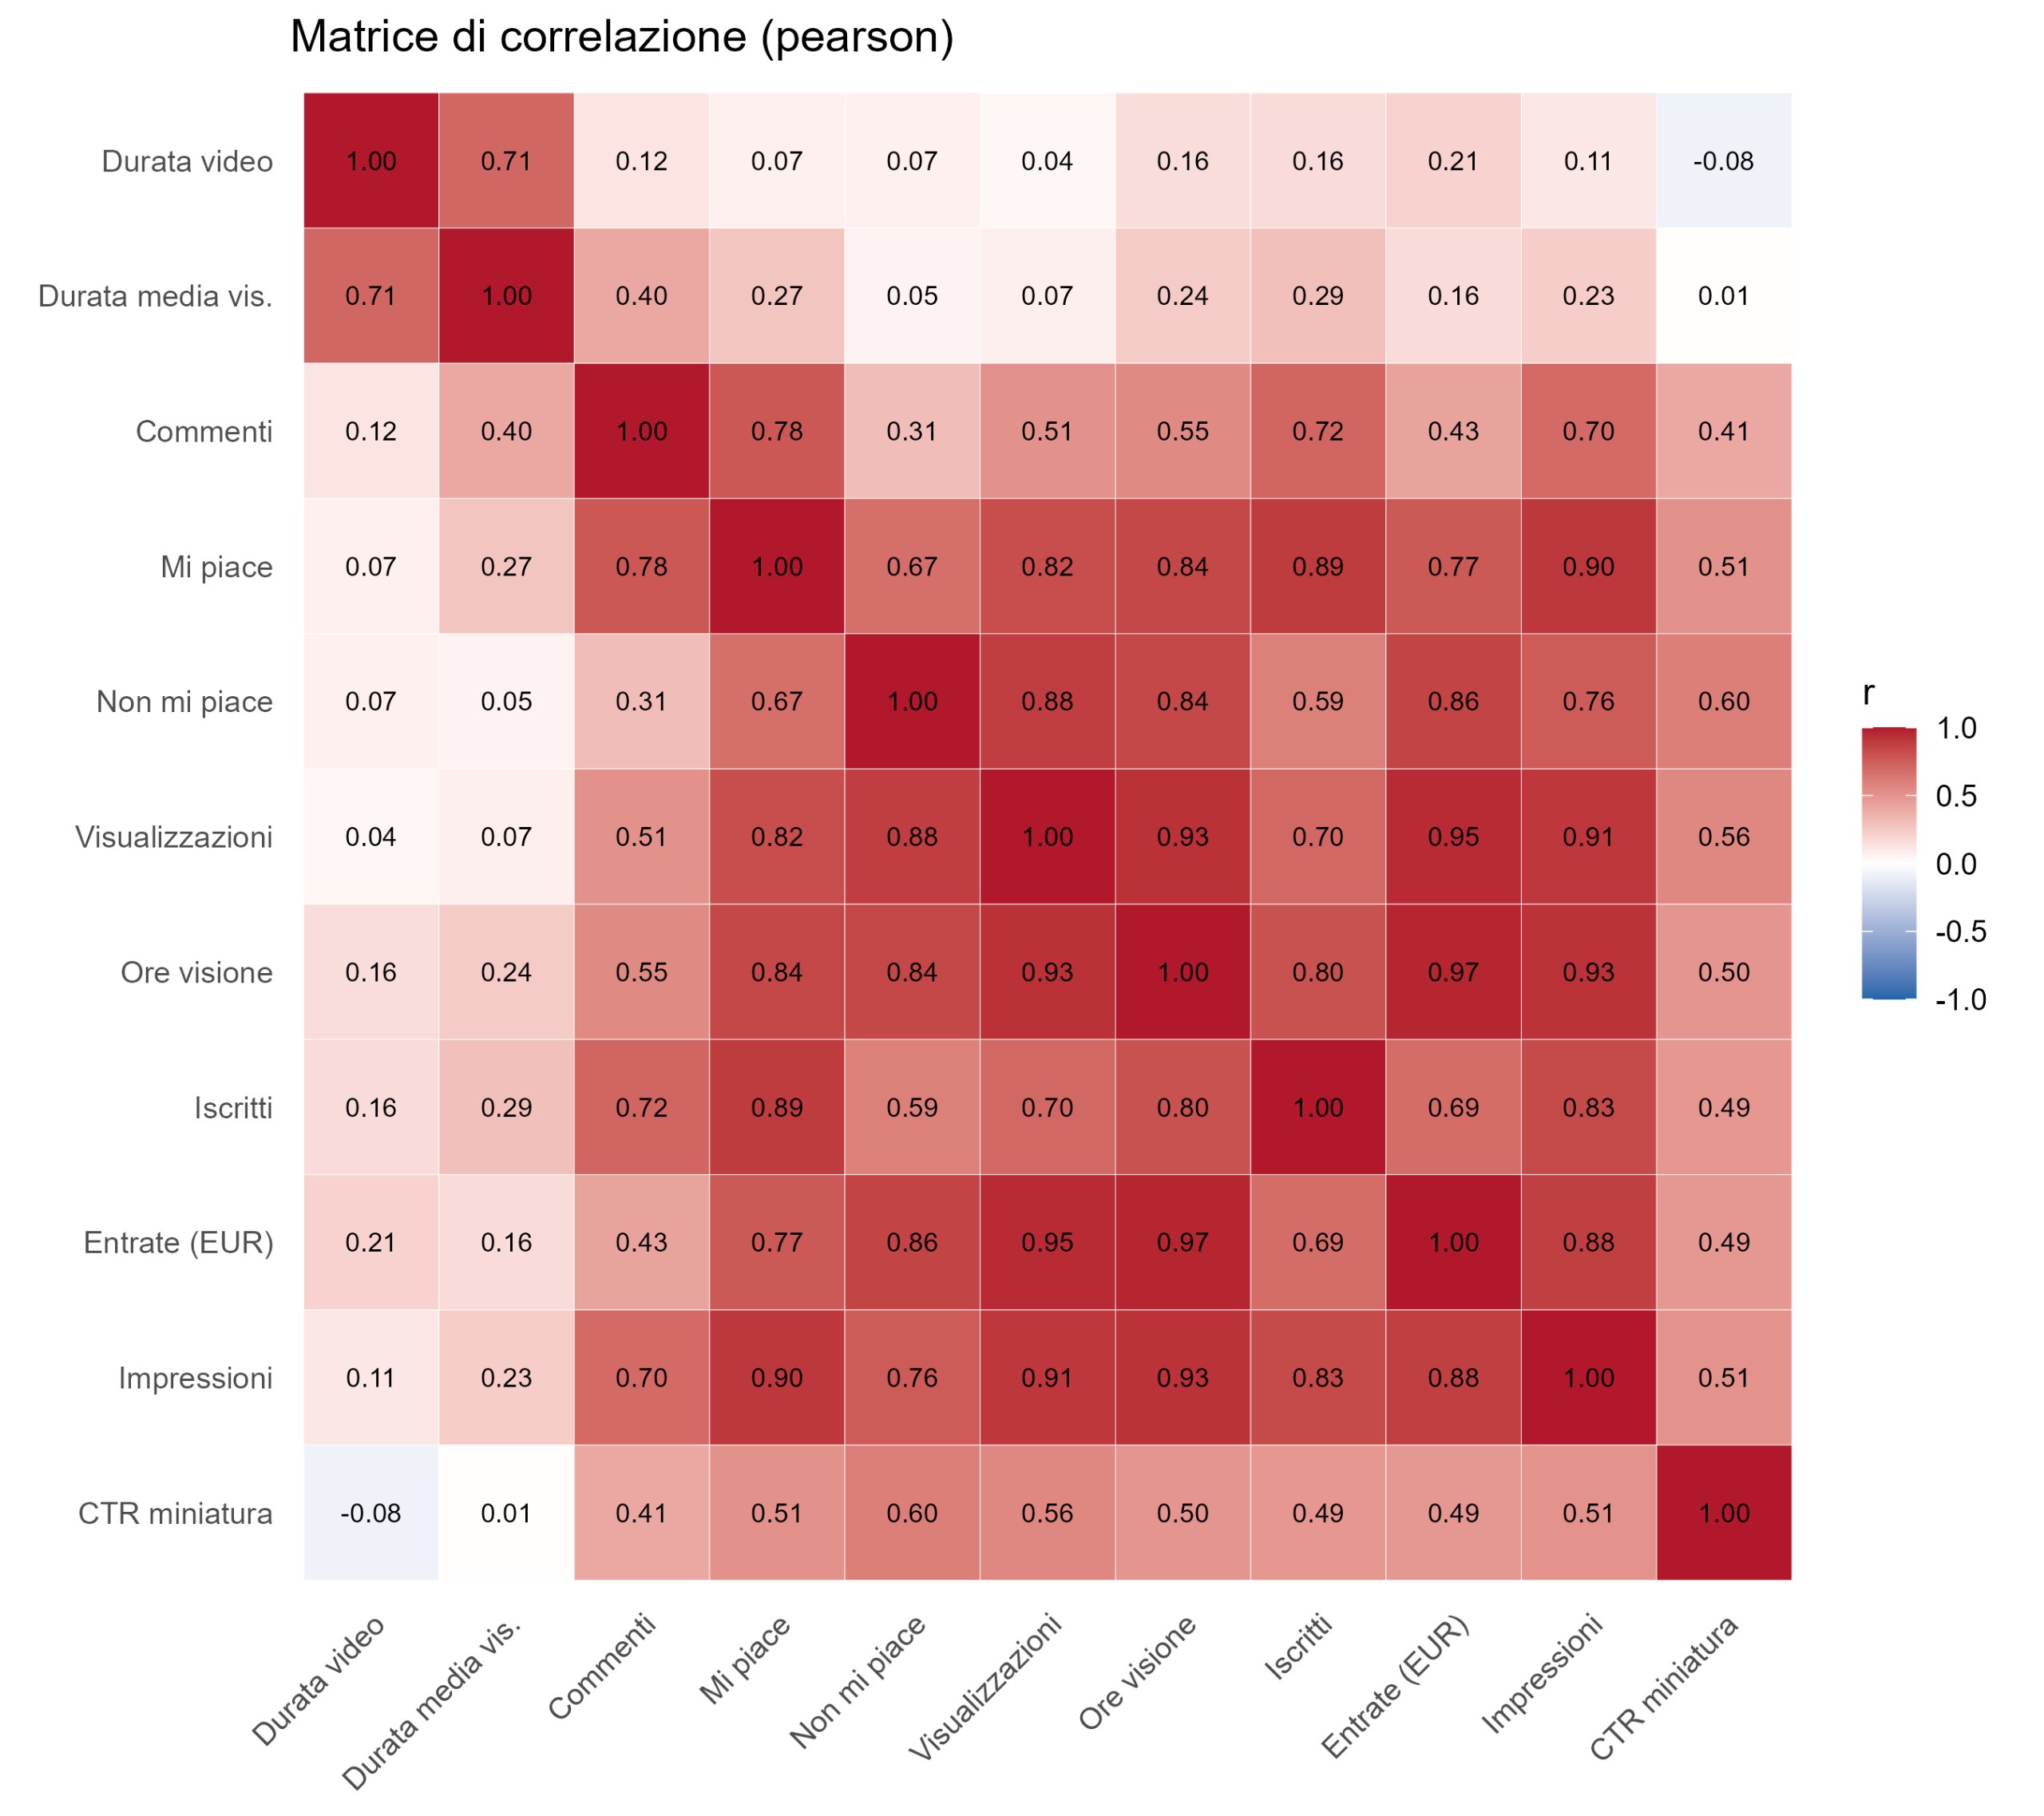 Matrice di correlazione (pearson)
Durata video 1.00 0.71 0.12 0.07 0.07 0.04 0.16 0.16 0.21 0.11 -0.08
Durata media vis. 0.71 1.00 0.40 0.27 0.05 0.07 0.24 0.29 0.16 0.23 0.01
Commenti 0.12 0.40 1.00 0.78 0.31 0.51 0.55 0.72 0.43 0.70 0.41
Mi piace 0.07 0.27 0.78 1.00 0.67 0.82 0.84 0.89 0.77 0.90 0.51
Non mi piace 0.07 0.05 0.31 0.67 1.00 0.88 0.84 0.59 0.86 0.76 0.60
Visualizzazioni 0.04 0.07 0.51 0.82 0.88 1.00 0.93 0.70 0.95 0.91 0.56
Ore visione 0.16 0.24 0.55 0.84 0.84 0.93 1.00 0.80 0.97 0.93 0.50
Iscritti 0.16 0.29 0.72 0.89 0.59 0.70 0.80 1.00 0.69 0.83 0.49
Entrate (EUR) 0.21 0.16 0.43 0.77 0.86 0.95 0.97 0.69 1.00 0.88 0.49
Impressioni 0.11 0.23 0.70 0.90 0.76 0.91 0.93 0.83 0.88 1.00 0.51
CTR miniatura -0.08 0.01 0.41 0.51 0.60 0.56 0.50 0.49 0.49 0.51 1.00
Durata video
Durata media vis.
Commenti
Mi piace
Non mi piace
Visualizzazioni
Ore visione
Iscritti
Entrate (EUR)
Impressioni
CTR miniatura
r
1.0
0.5
0.0
-0.5
-1.0